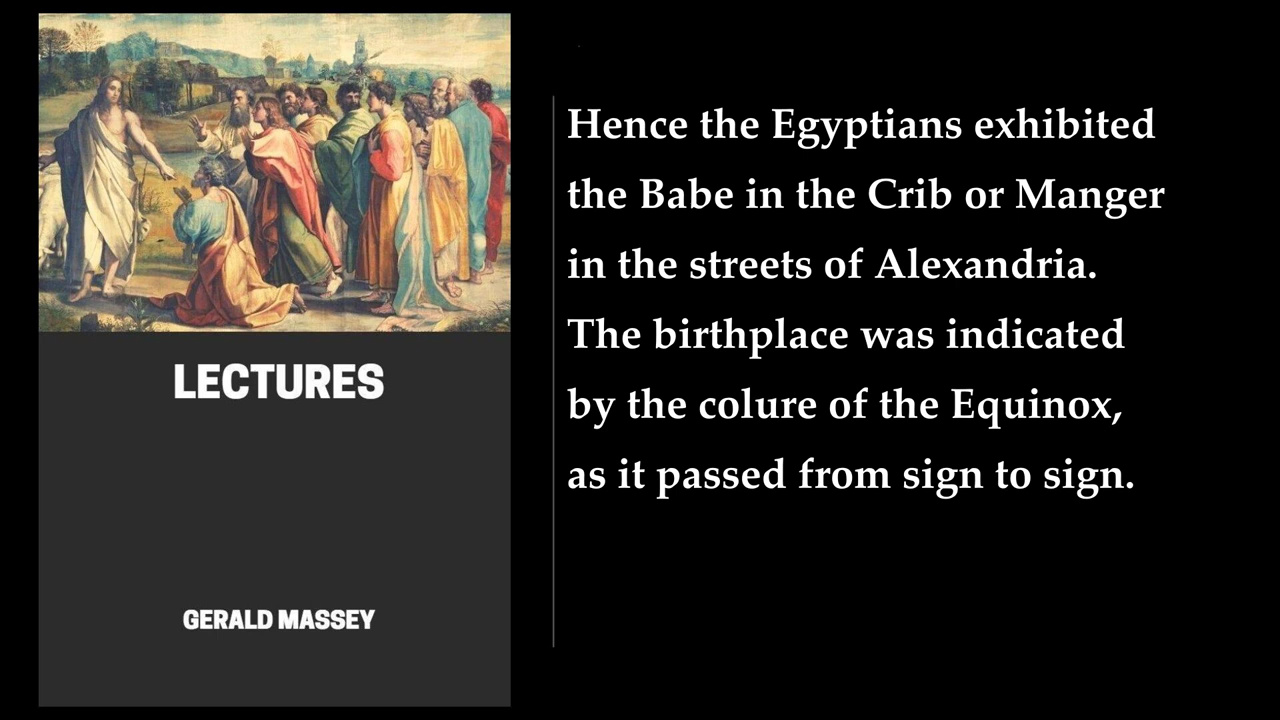 LECTURES
GERALD MASSEY
Hence the Egyptians exhibited
the Babe in the Crib or Manger
in the streets of Alexandria.
The birthplace was indicated
by the colure of the Equinox,
as it passed from sign to sign.